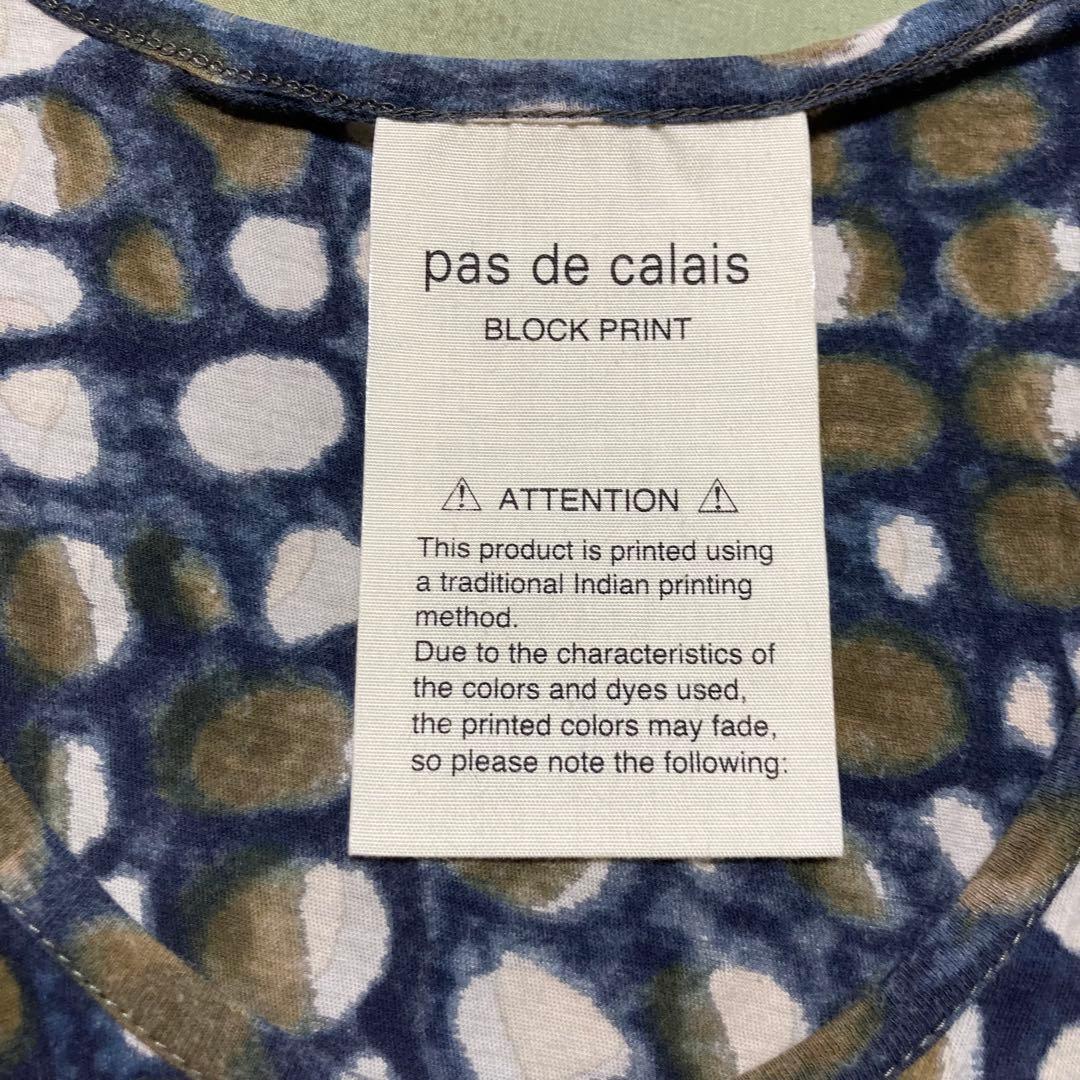 pas de calais
BLOCK PRINT
⚠ ATTENTION ⚠
This product is printed using
a traditional Indian printing
method.
Due to the characteristics of
the colors and dyes used,
the printed colors may fade,
so please note the following: